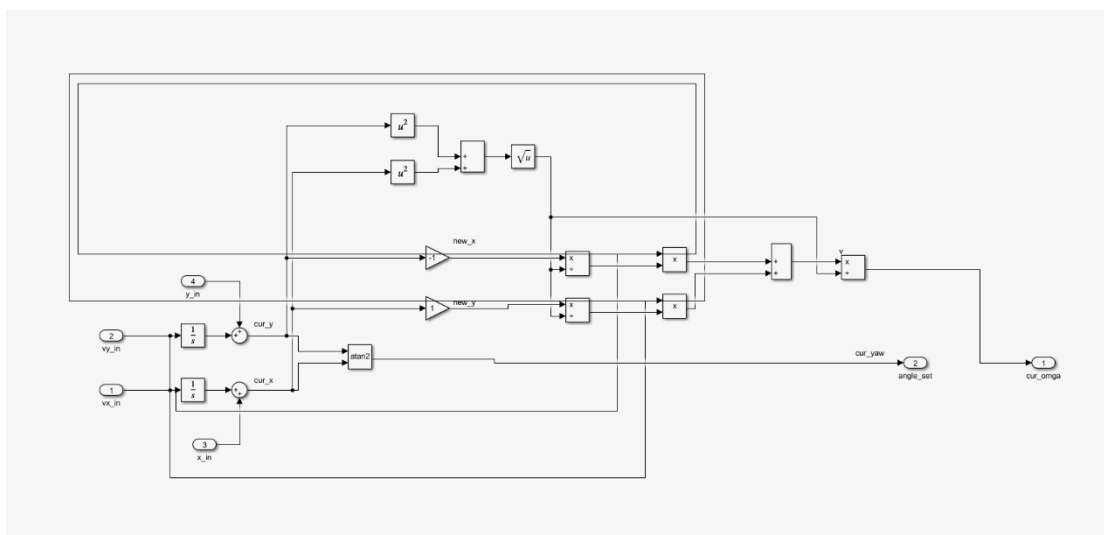 u²
+
+
√u
u²
new_x
-1
x
÷
x
+
+
v
x
÷
4
y_in
new_y
1
x
÷
x
2
vy_in
1
s
+
+
cur_y
atan2
cur_yaw
2
angle_set
1
cur_omga
1
vx_in
1
s
+
+
cur_x
3
x_in